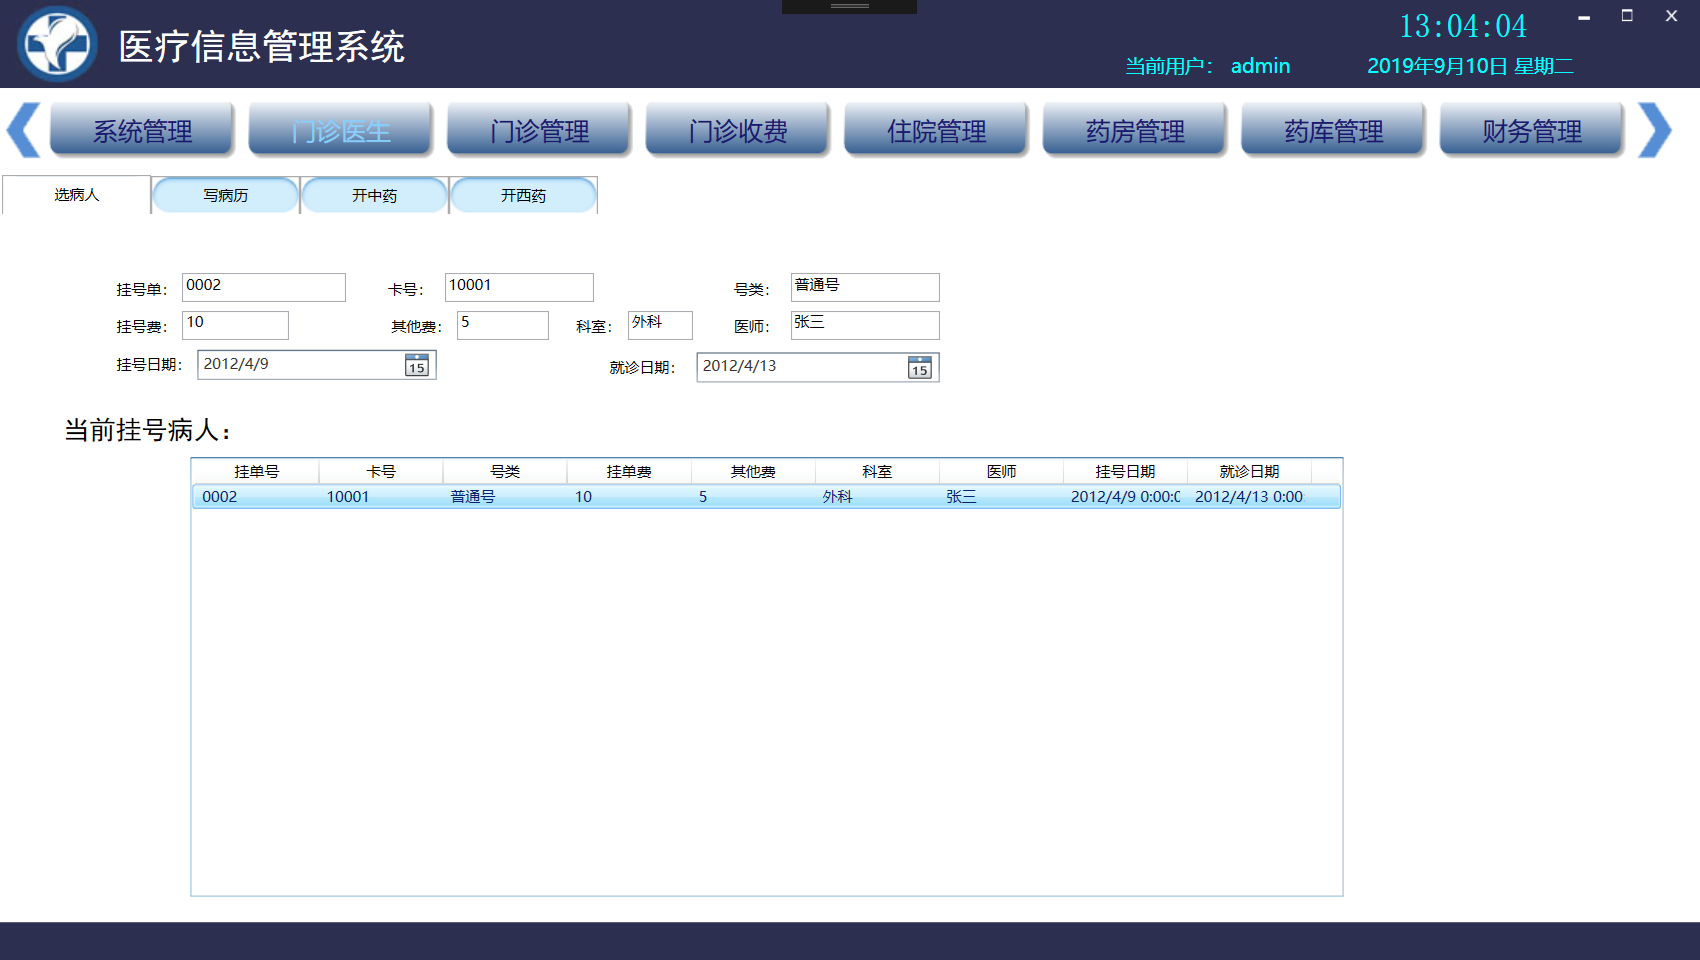 医疗信息管理系统
13:04:04
当前用户： admin
2019年9月10日 星期二
系统管理 门诊医生 门诊管理 门诊收费 住院管理 药房管理 药库管理 财务管理
选病人 写病历 开中药 开西药
挂号单： 0002 卡号： 10001 号类： 普通号
挂号费： 10 其他费： 5 科室： 外科 医师： 张三
挂号日期： 2012/4/9 15 就诊日期： 2012/4/13 15
当前挂号病人：
挂单号 卡号 号类 挂单费 其他费 科室 医师 挂号日期 就诊日期
0002 10001 普通号 10 5 外科 张三 2012/4/9 0:00:0 2012/4/13 0:00